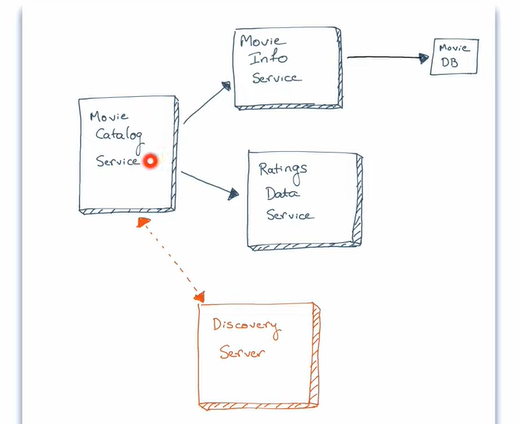 Movie
Info
Service
Movie
DB
Movie
Catalog
Service
Ratings
Data
Service
Discovery
Server